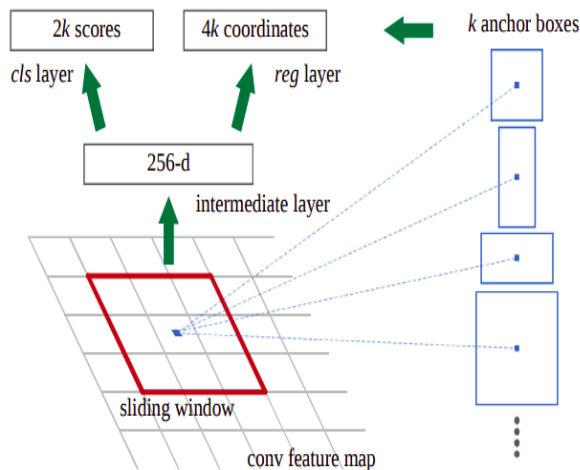 2k scores
4k coordinates
k anchor boxes
cls layer
reg layer
256-d
intermediate layer
sliding window
conv feature map